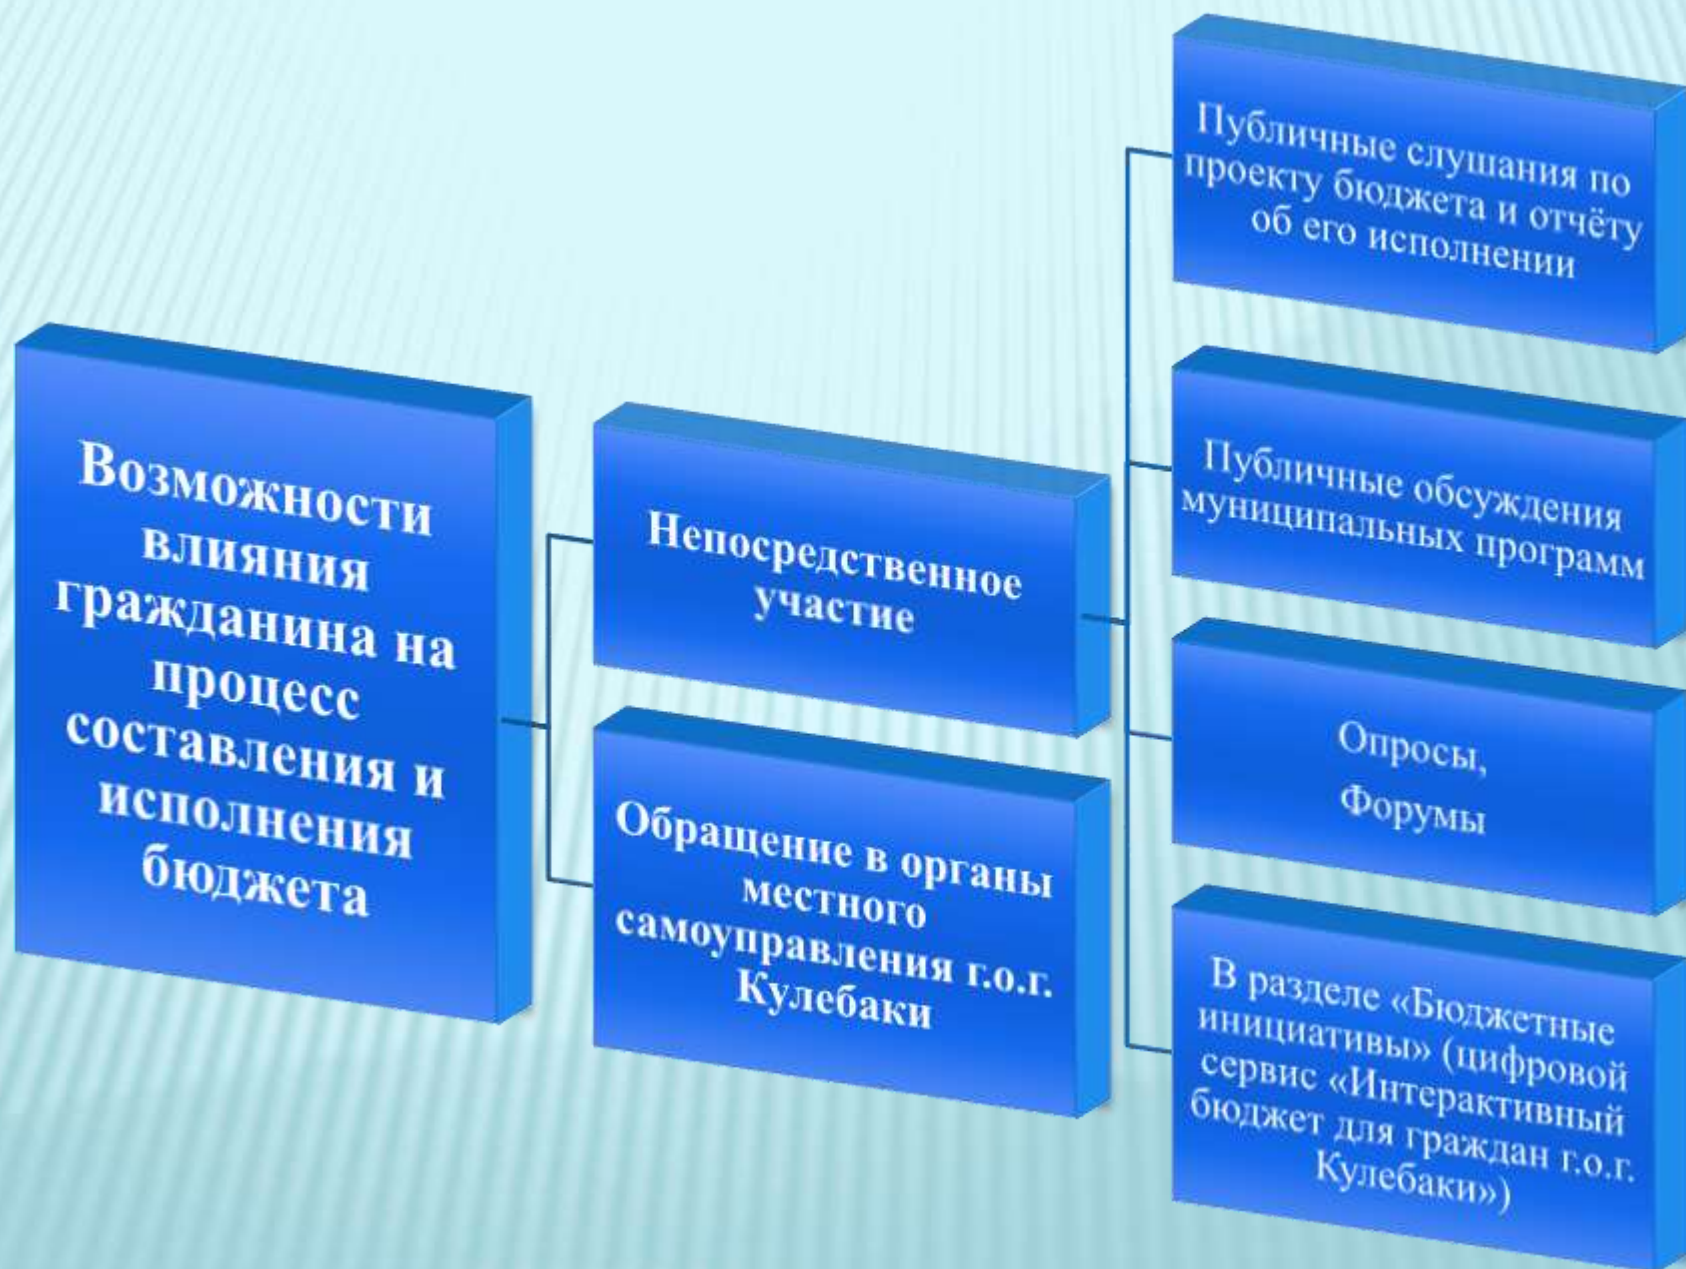 Возможности
влияния
гражданина на
процесс
составления и
исполнения
бюджета
Непосредственное
участие
Обращение в органы
местного
самоуправления г.о.г.
Кулебаки
Публичные слушания по
проекту бюджета и отчёту
об его исполнении
Публичные обсуждения
муниципальных программ
Опросы,
Форумы
В разделе «Бюджетные
инициативы» (цифровой
сервис «Интерактивный
бюджет для граждан г.о.г.
Кулебаки»)